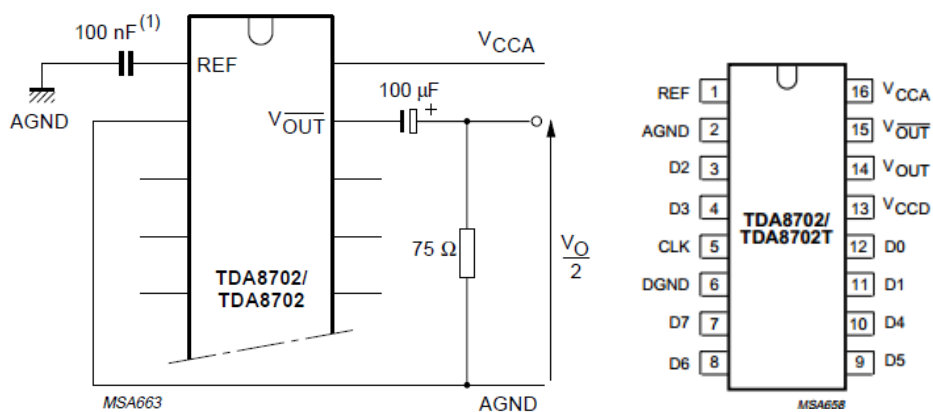 100 nF(1)
REF
AGND
VCCA
100 µF
+
VOUT
75 Ω
VO
2
TDA8702/
TDA8702
MSA663
AGND
REF 1
AGND 2
D2 3
D3 4
CLK 5
DGND 6
D7 7
D6 8
TDA8702/
TDA8702T
16 VCCA
15 VOUT
14 VOUT
13 VCCD
12 D0
11 D1
10 D4
9 D5
MSA658